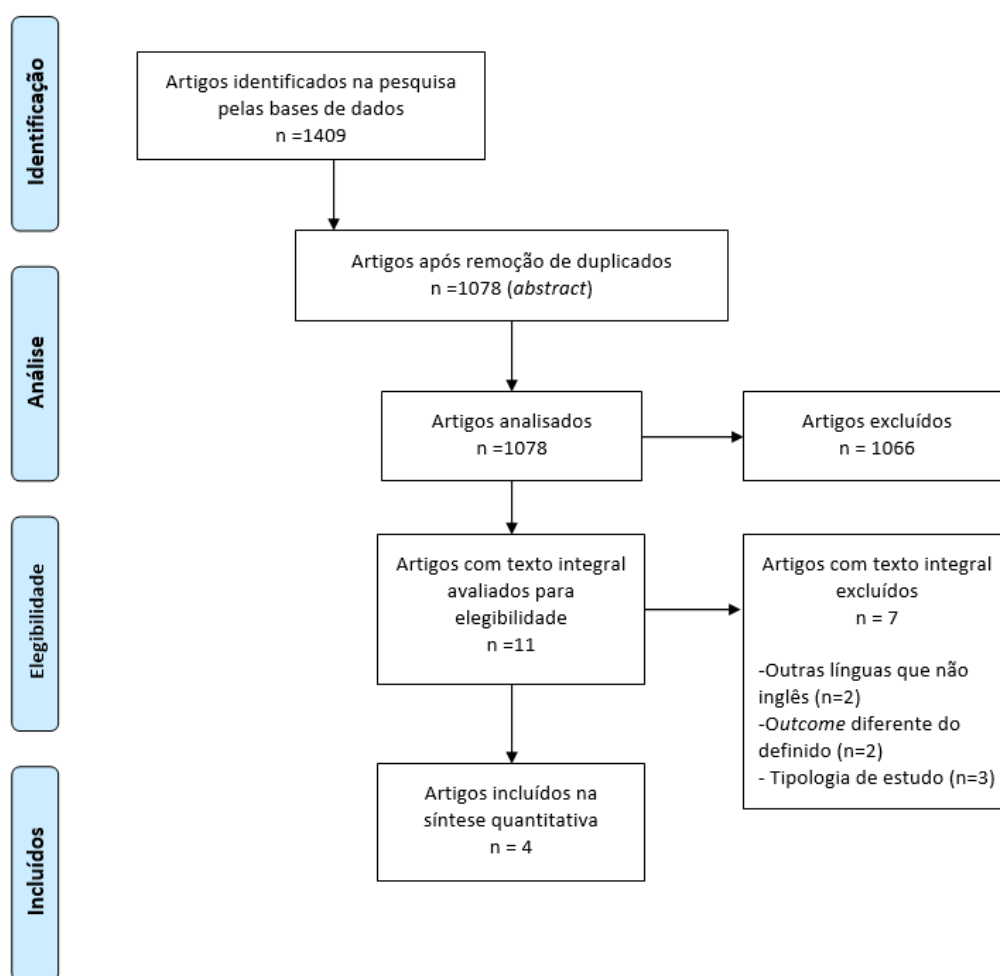 Identificação
Artigos identificados na pesquisa
pelas bases de dados
n =1409
Artigos após remoção de duplicados
n =1078 (abstract)
Análise
Artigos analisados
n =1078
Artigos excluídos
n = 1066
Elegibilidade
Artigos com texto integral
avaliados para
elegibilidade
n =11
Artigos com texto integral
excluídos
n = 7
-Outras línguas que não
inglês (n=2)
-Outcome diferente do
definido (n=2)
- Tipologia de estudo (n=3)
Incluídos
Artigos incluídos na
síntese quantitativa
n = 4